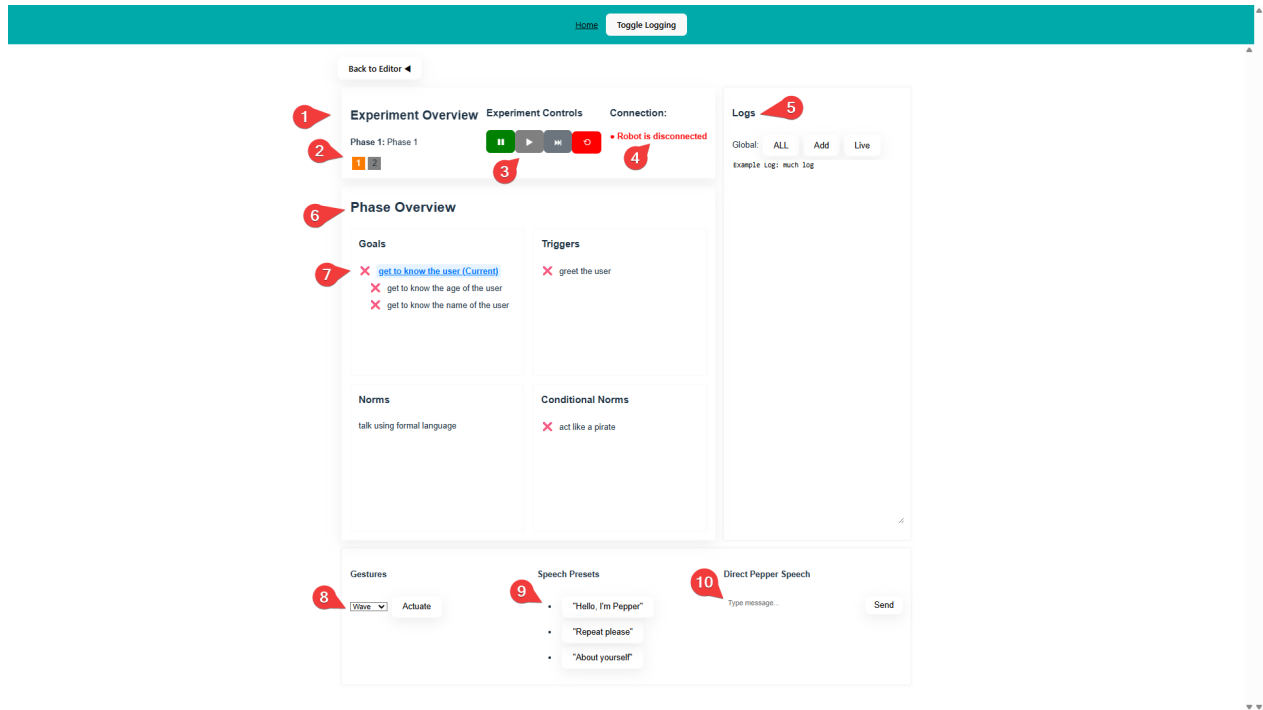 Home
Toggle Logging
Back to Editor ◀
1
Experiment Overview
Experiment Controls
Connection:
Phase 1: Phase 1
● Robot is disconnected
2
3
4
1 2
5
Logs
Global: ALL Add Live
Example Log: much log
6
Phase Overview
Goals
7
❌ get to know the user (Current)
❌ get to know the age of the user
❌ get to know the name of the user
Triggers
❌ greet the user
Norms
talk using formal language
Conditional Norms
❌ act like a pirate
Gestures
8
Wave
Actuate
Speech Presets
9
• "Hello, I'm Pepper"
• "Repeat please"
• "About yourself"
Direct Pepper Speech
10
Type message...
Send